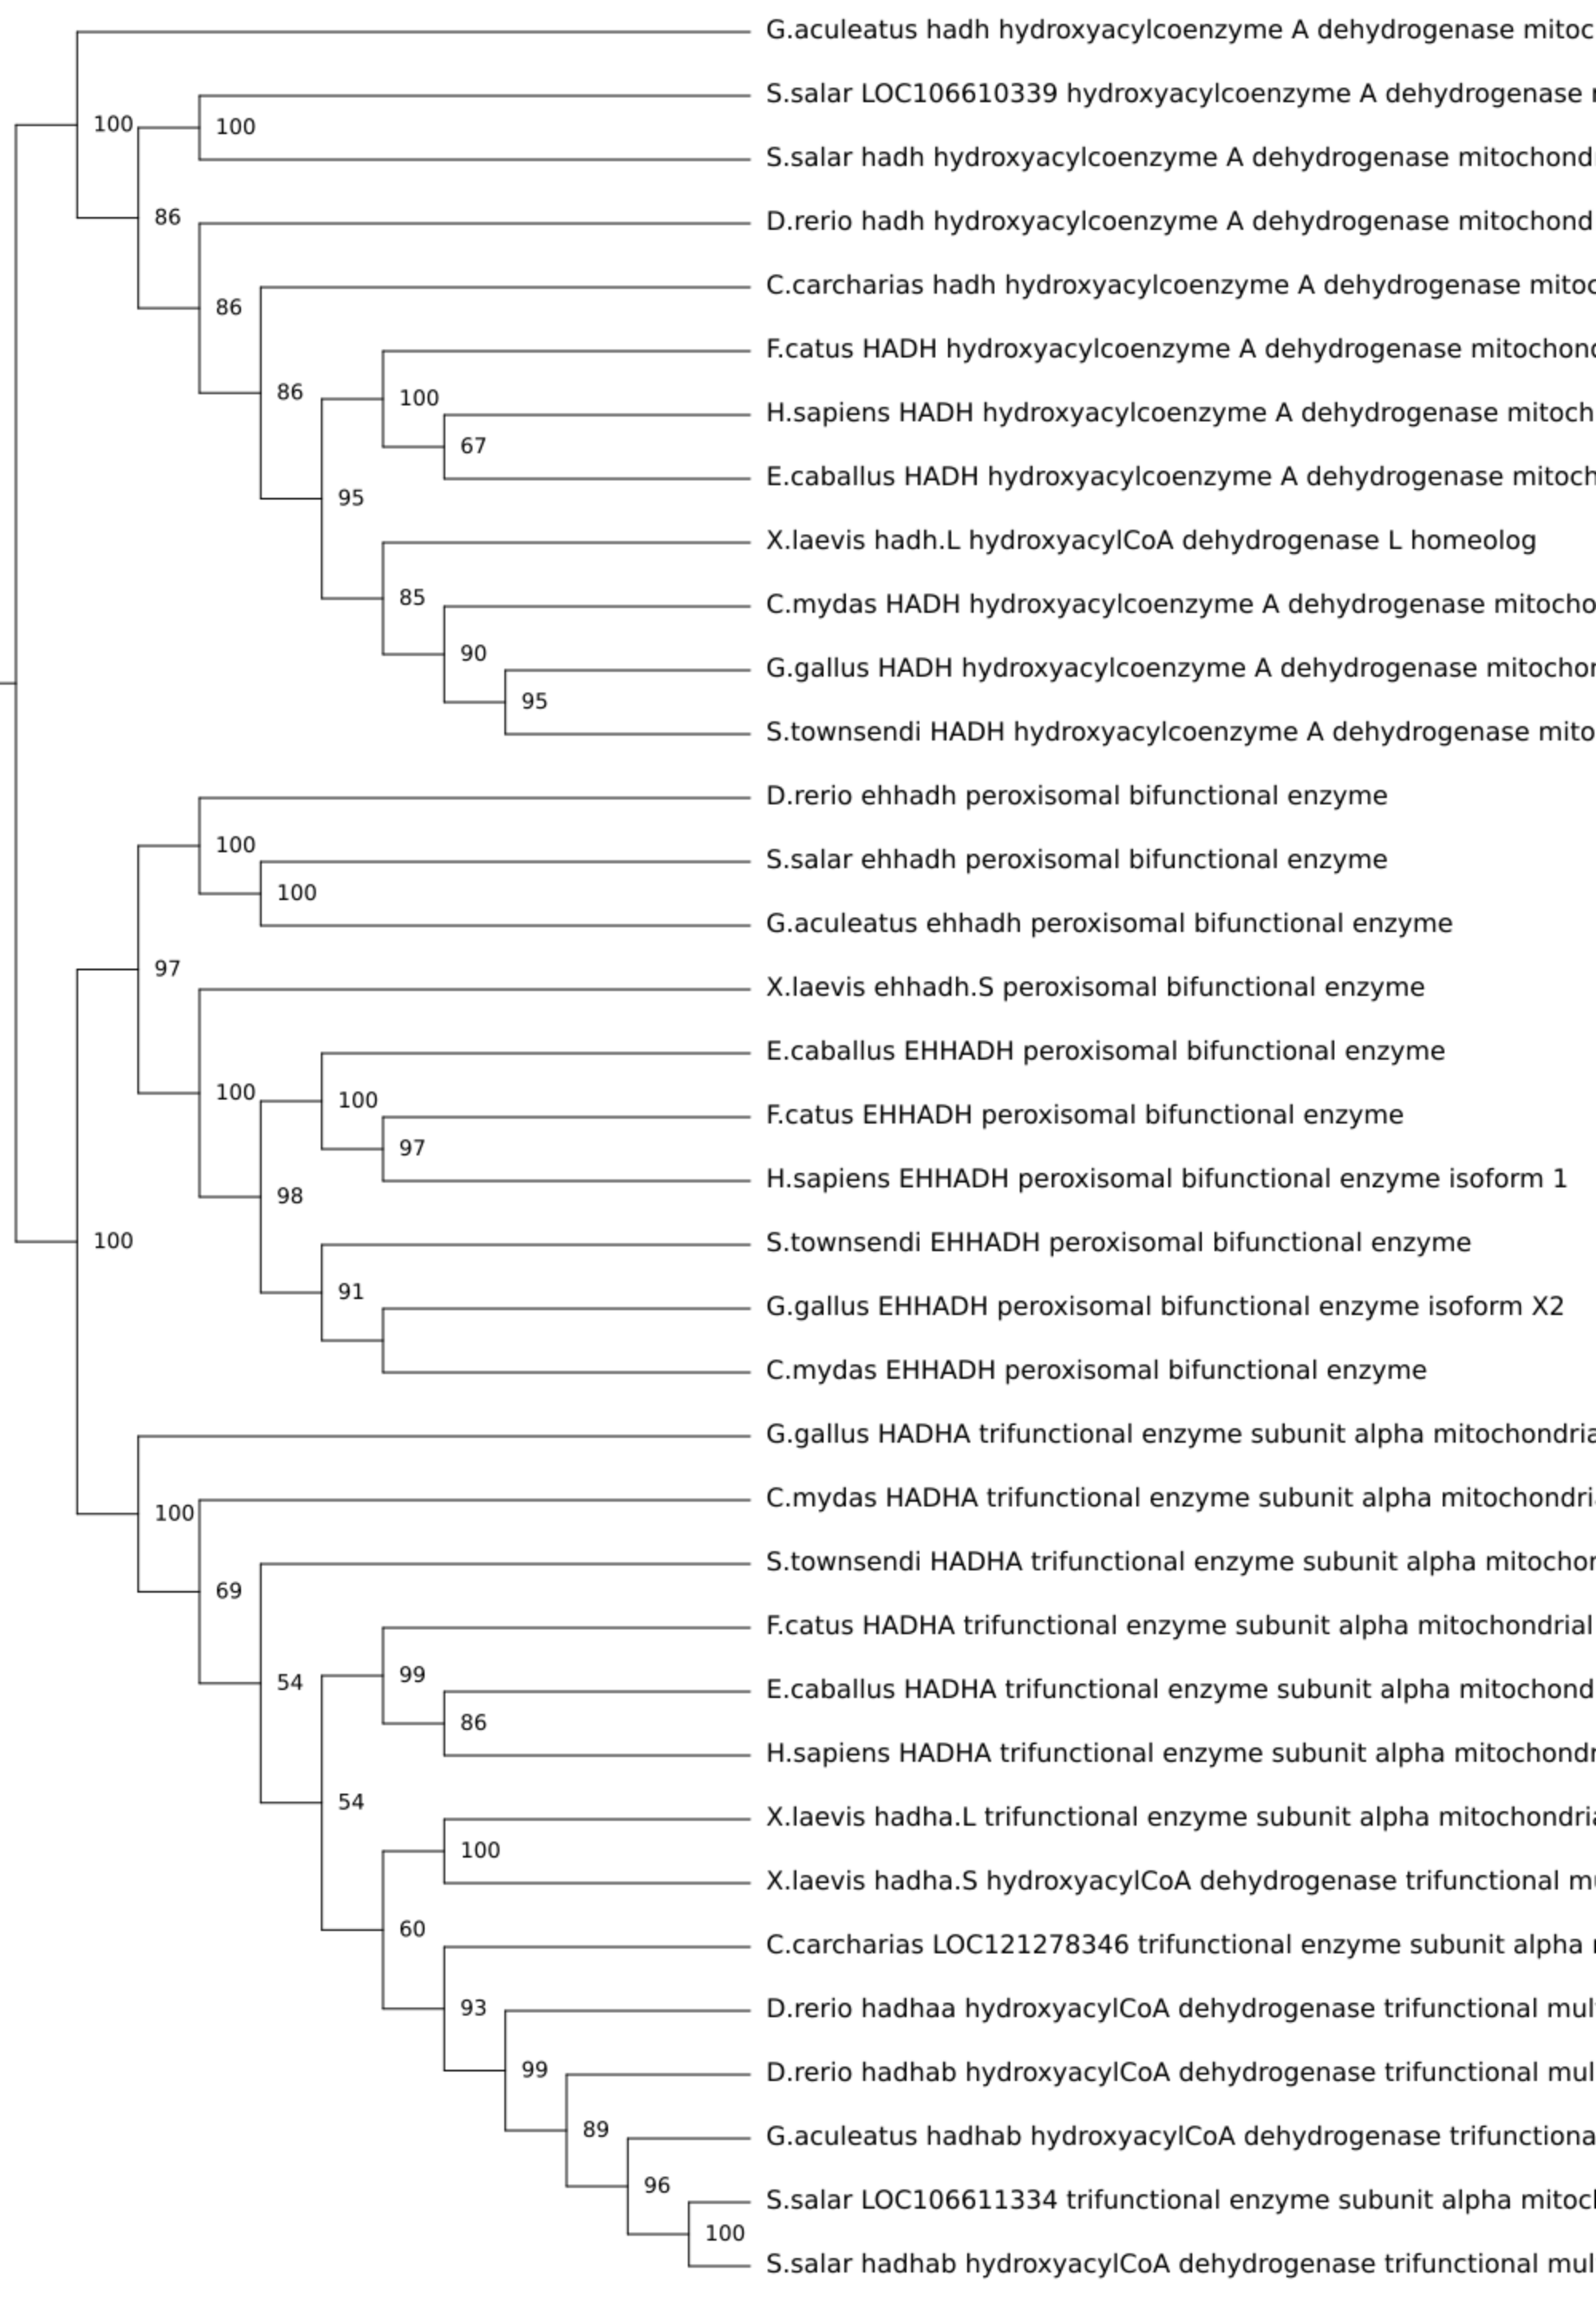 G.aculeatus hadh hydroxyacylcoenzyme A dehydrogenase mitoc
S.salar LOC106610339 hydroxyacylcoenzyme A dehydrogenase
100
100
S.salar hadh hydroxyacylcoenzyme A dehydrogenase mitochond
86
D.rerio hadh hydroxyacylcoenzyme A dehydrogenase mitochond
C.carcharias hadh hydroxyacylcoenzyme A dehydrogenase mitoc
86
F.catus HADH hydroxyacylcoenzyme A dehydrogenase mitochond
86
100
H.sapiens HADH hydroxyacylcoenzyme A dehydrogenase mitoch
67
E.caballus HADH hydroxyacylcoenzyme A dehydrogenase mitoch
95
X.laevis hadh.L hydroxyacylCoA dehydrogenase L homeolog
85
C.mydas HADH hydroxyacylcoenzyme A dehydrogenase mitocho
90
G.gallus HADH hydroxyacylcoenzyme A dehydrogenase mitochon
95
S.townsendi HADH hydroxyacylcoenzyme A dehydrogenase mito
D.rerio ehhadh peroxisomal bifunctional enzyme
100
S.salar ehhadh peroxisomal bifunctional enzyme
100
G.aculeatus ehhadh peroxisomal bifunctional enzyme
97
X.laevis ehhadh.S peroxisomal bifunctional enzyme
E.caballus EHHADH peroxisomal bifunctional enzyme
100
100
F.catus EHHADH peroxisomal bifunctional enzyme
97
H.sapiens EHHADH peroxisomal bifunctional enzyme isoform 1
98
100
S.townsendi EHHADH peroxisomal bifunctional enzyme
91
G.gallus EHHADH peroxisomal bifunctional enzyme isoform X2
C.mydas EHHADH peroxisomal bifunctional enzyme
G.gallus HADHA trifunctional enzyme subunit alpha mitochondria
C.mydas HADHA trifunctional enzyme subunit alpha mitochondri
100
S.townsendi HADHA trifunctional enzyme subunit alpha mitochon
69
F.catus HADHA trifunctional enzyme subunit alpha mitochondrial
99
54
E.caballus HADHA trifunctional enzyme subunit alpha mitochond
86
H.sapiens HADHA trifunctional enzyme subunit alpha mitochondr
54
X.laevis hadha.L trifunctional enzyme subunit alpha mitochondria
100
X.laevis hadha.S hydroxyacylCoA dehydrogenase trifunctional mu
60
C.carcharias LOC121278346 trifunctional enzyme subunit alpha
93
D.rerio hadhaa hydroxyacylCoA dehydrogenase trifunctional mul
99
D.rerio hadhab hydroxyacylCoA dehydrogenase trifunctional mul
89
G.aculeatus hadhab hydroxyacylCoA dehydrogenase trifunctiona
96
S.salar LOC106611334 trifunctional enzyme subunit alpha mitoch
100
S.salar hadhab hydroxyacylCoA dehydrogenase trifunctional mul